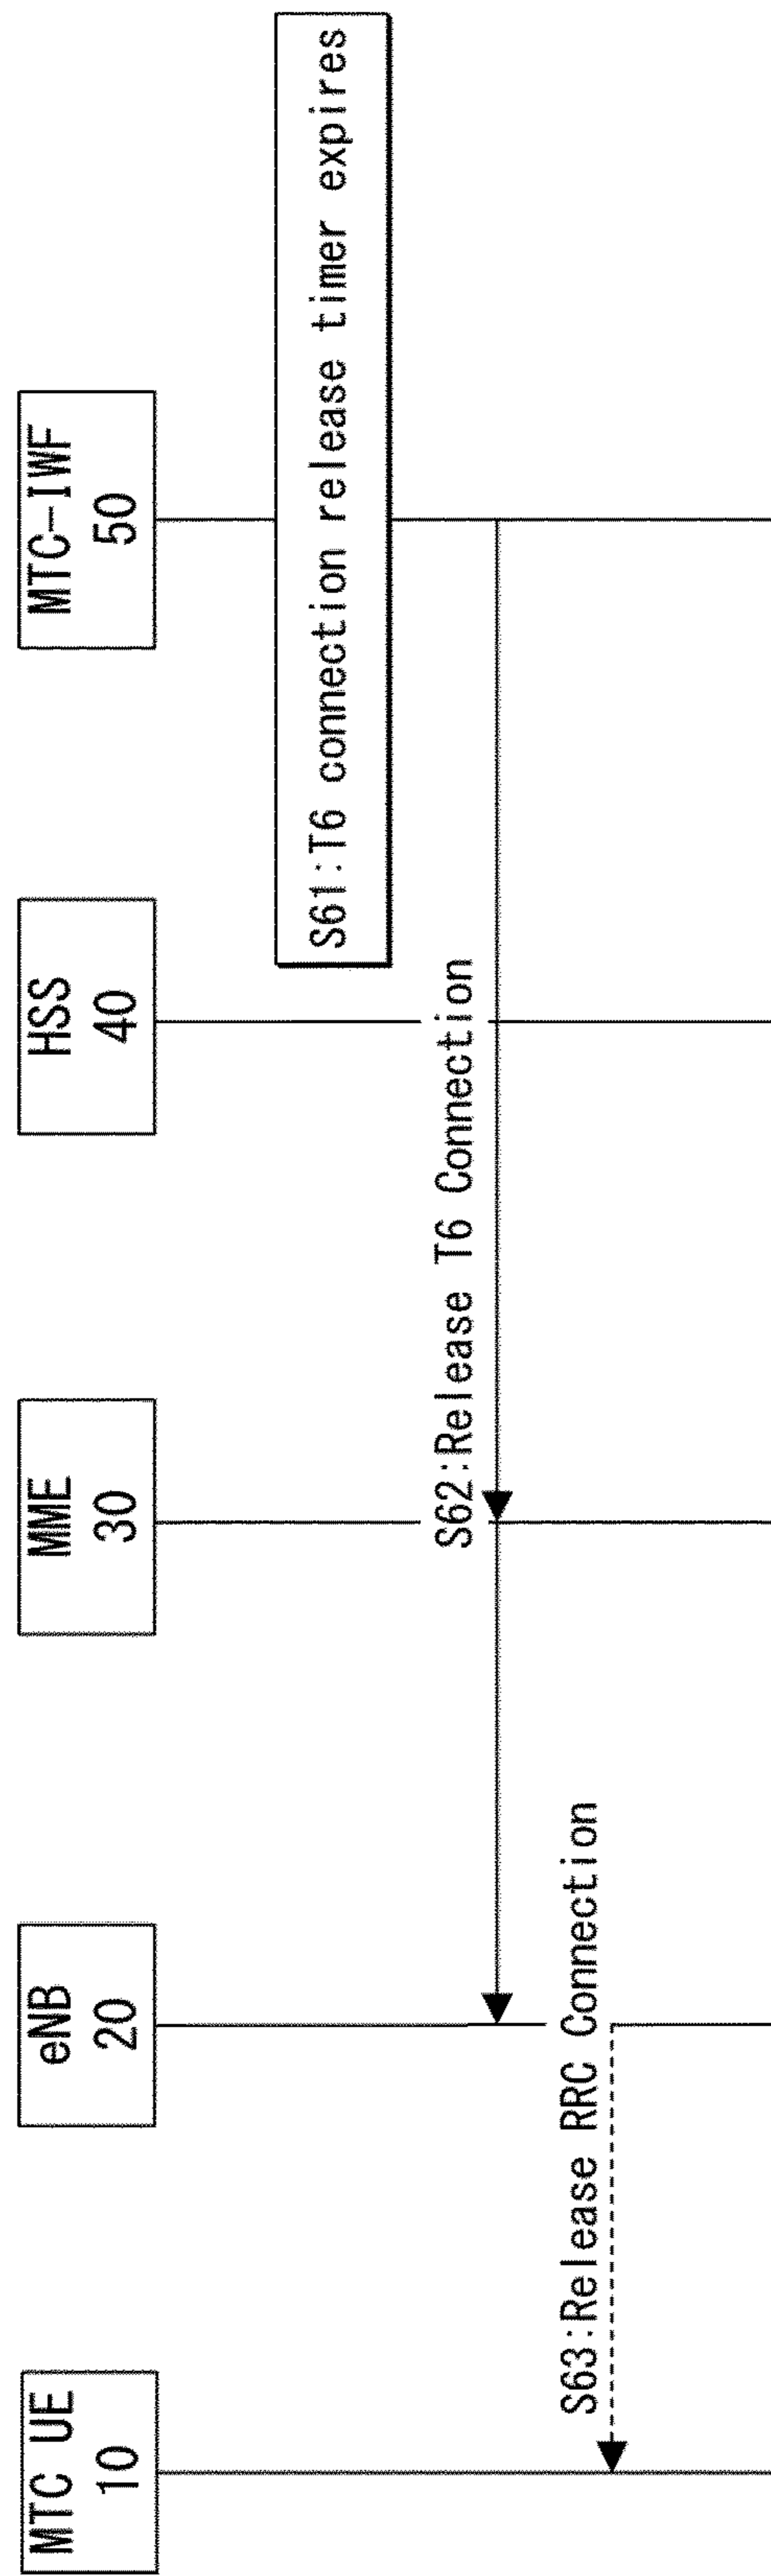 MTC UE
10
eNB
20
MME
30
HSS
40
MTC-IWF
50
S61:T6 connection release timer expires
S62:Release T6 Connection
S63:Release RRC Connection